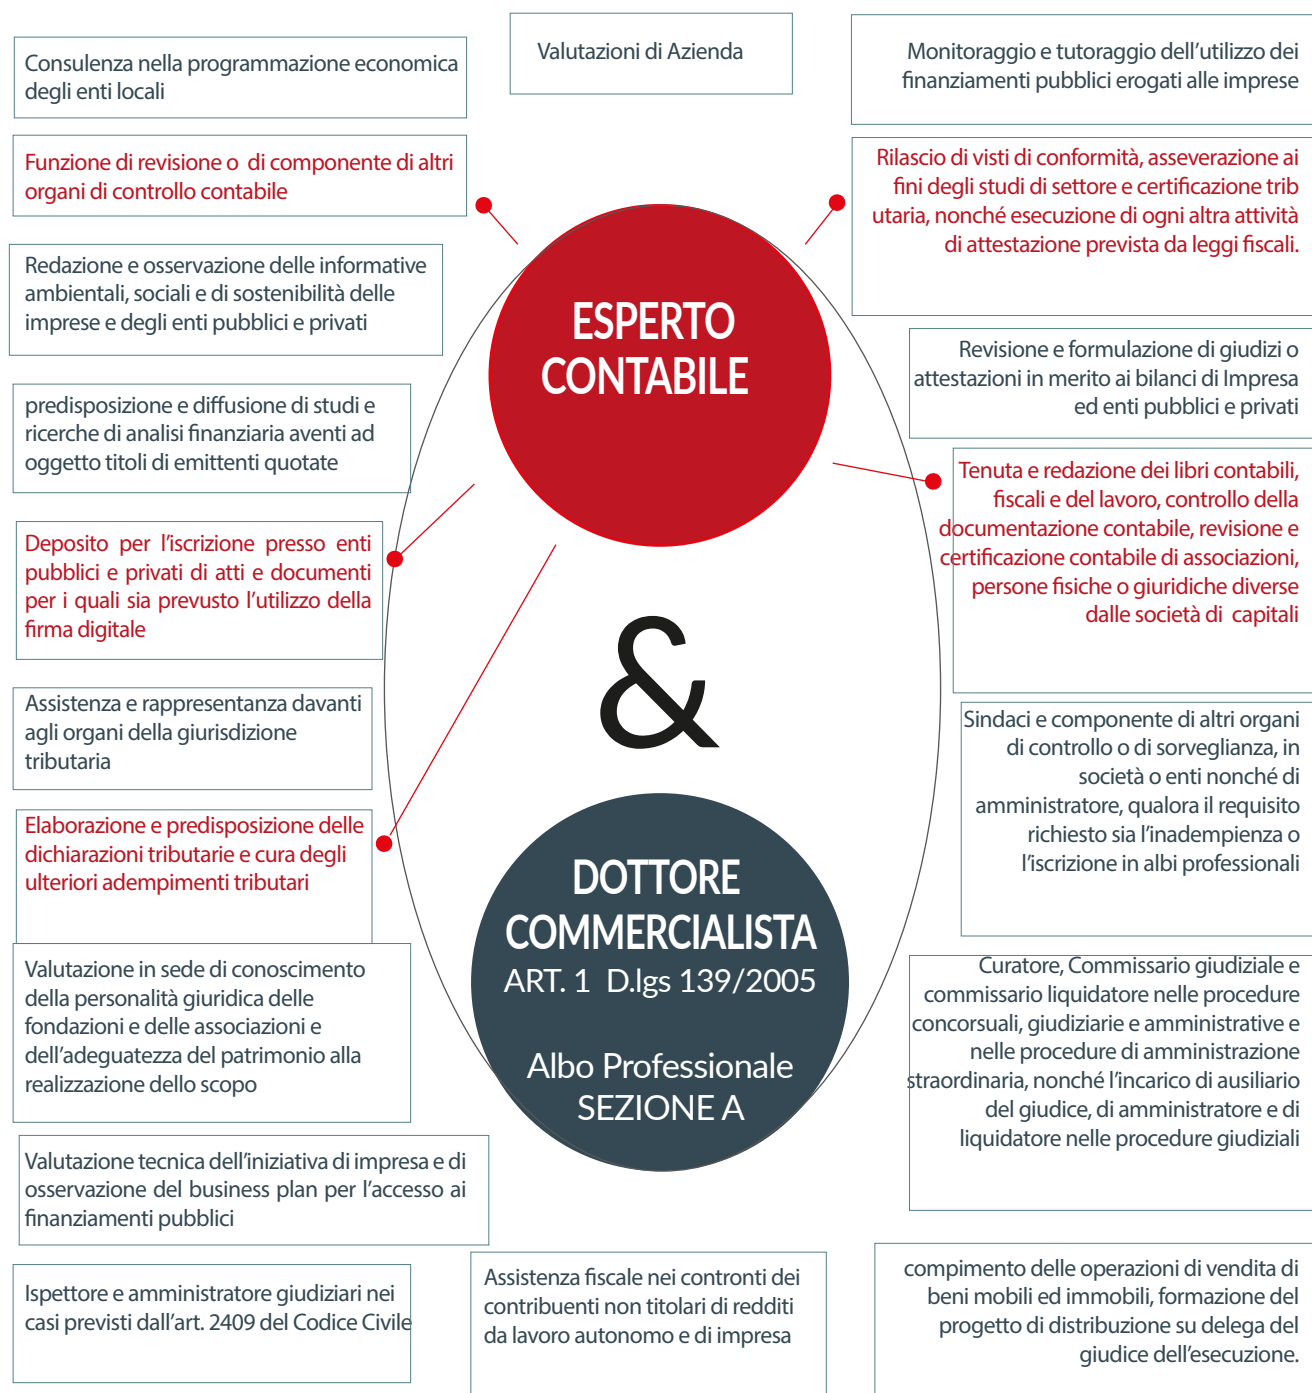 Consulenza nella programmazione economica
degli enti locali
Valutazioni di Azienda
Monitoraggio e tutoraggio dell'utilizzo dei
finanziamenti pubblici erogati alle imprese
Funzione di revisione o di componente di altri
organi di controllo contabile
Rilascio di visti di conformità, asseverazione ai
fini degli studi di settore e certificazione trib
utaria, nonché esecuzione di ogni altra attività
di attestazione prevista da leggi fiscali.
Redazione e osservazione delle informative
ambientali, sociali e di sostenibilità delle
imprese e degli enti pubblici e privati
ESPERTO
CONTABILE
Revisione e formulazione di giudizi o
attestazioni in merito ai bilanci di Impresa
ed enti pubblici e privati
predisposizione e diffusione di studi e
ricerche di analisi finanziaria aventi ad
oggetto titoli di emittenti quotate
Tenuta e redazione dei libri contabili,
fiscali e del lavoro, controllo della
documentazione contabile, revisione e
certificazione contabile di associazioni,
persone fisiche o giuridiche diverse
dalle società di capitali
Deposito per l'iscrizione presso enti
pubblici e privati di atti e documenti
per i quali sia prevusto l'utilizzo della
firma digitale
&
Assistenza e rappresentanza davanti
agli organi della giurisdizione
tributaria
Sindaci e componente di altri organi
di controllo o di sorveglianza, in
società o enti nonché di
amministratore, qualora il requisito
richiesto sia l'inadempienza o
l'iscrizione in albi professionali
Elaborazione e predisposizione delle
dichiarazioni tributarie e cura degli
ulteriori adempimenti tributari
DOTTORE
COMMERCIALISTA
ART. 1 D.lgs 139/2005
Albo Professionale
SEZIONE A
Valutazione in sede di conoscimento
della personalità giuridica delle
fondazioni e delle associazioni e
dell'adeguatezza del patrimonio alla
realizzazione dello scopo
Curatore, Commissario giudiziale e
commissario liquidatore nelle procedure
concorsuali, giudiziarie e amministrative e
nelle procedure di amministrazione
straordinaria, nonché l'incarico di ausiliario
del giudice, di amministratore e di
liquidatore nelle procedure giudiziali
Valutazione tecnica dell'iniziativa di impresa e di
osservazione del business plan per l'accesso ai
finanziamenti pubblici
Ispettore e amministratore giudiziari nei
casi previsti dall'art. 2409 del Codice Civile
Assistenza fiscale nei contronti dei
contribuenti non titolari di redditi
da lavoro autonomo e di impresa
compimento delle operazioni di vendita di
beni mobili ed immobili, formazione del
progetto di distribuzione su delega del
giudice dell'esecuzione.